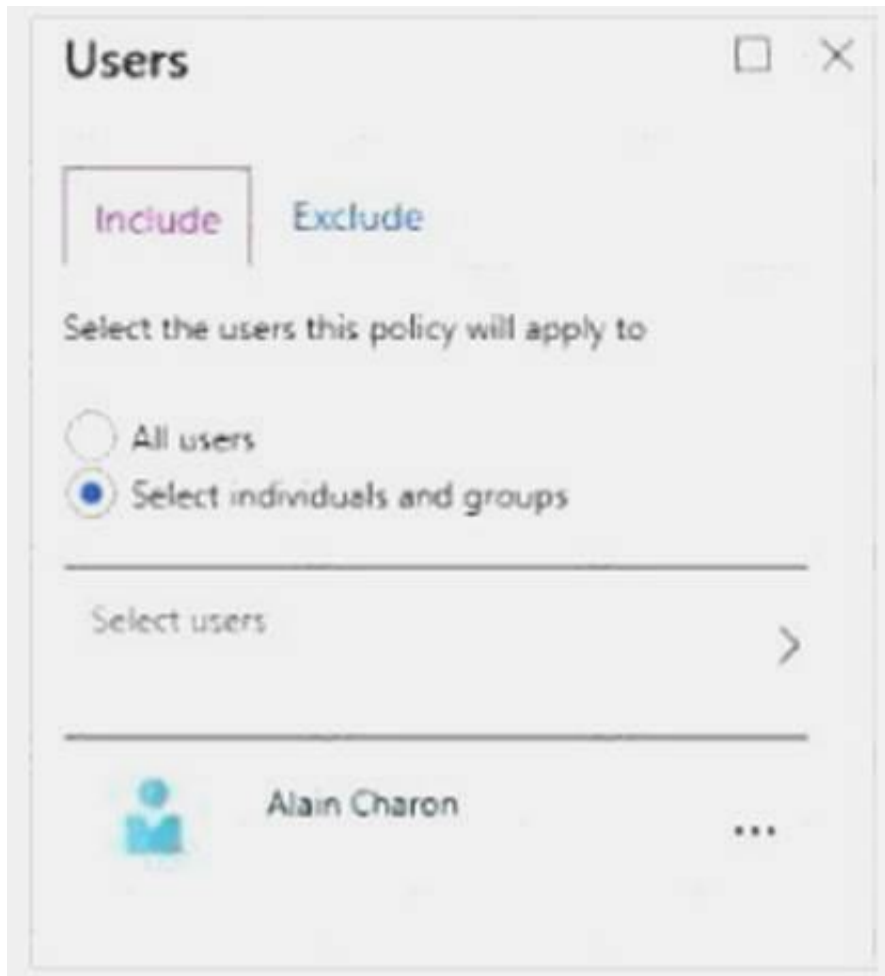 Users
Include
Exclude
Select the users this policy will apply to
All users
Select individuals and groups
Select users
Alain Charon